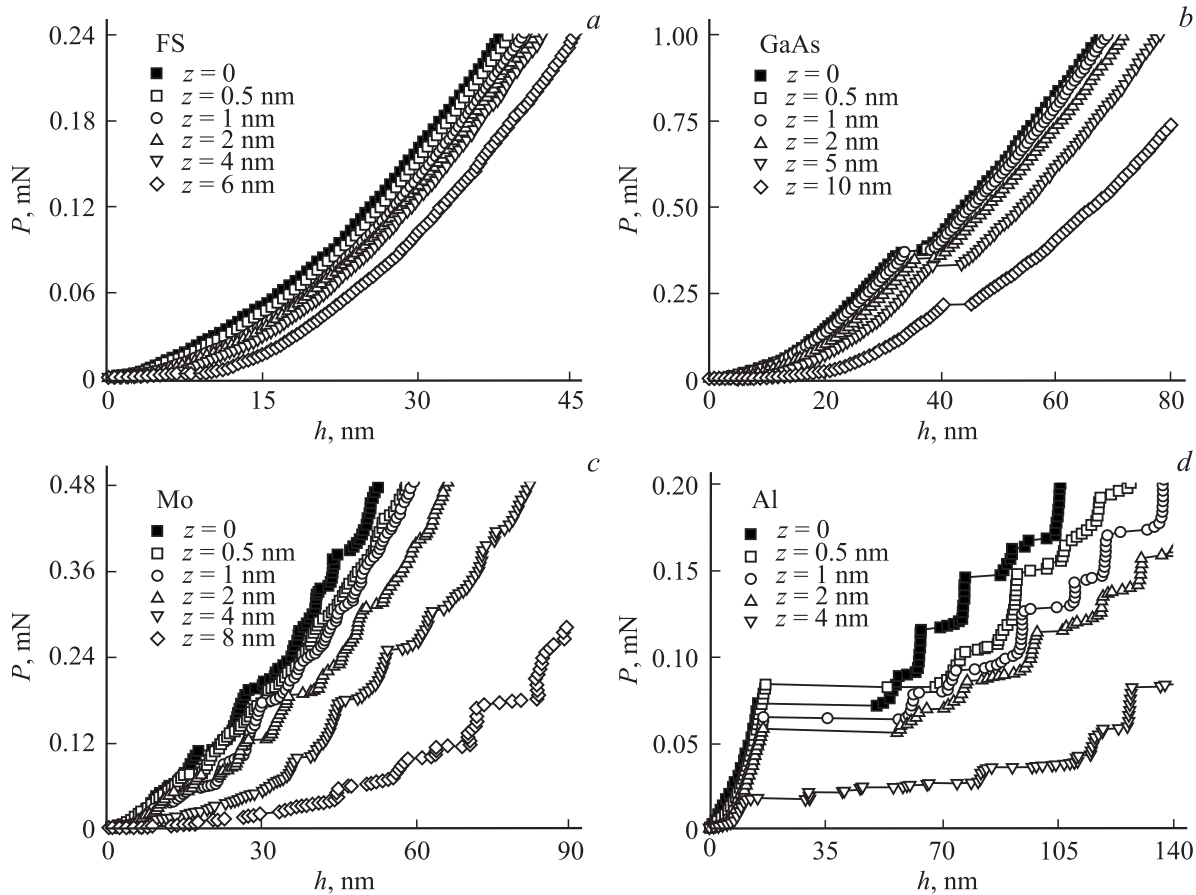 a
0.24
FS
z = 0
z = 0.5 nm
z = 1 nm
z = 2 nm
z = 4 nm
z = 6 nm
0.18
0.12
0.06
0
P, mN
0 15 30 45
h, nm
b
1.00
GaAs
z = 0
z = 0.5 nm
z = 1 nm
z = 2 nm
z = 5 nm
z = 10 nm
0.75
0.50
0.25
0
P, mN
0 20 40 60 80
h, nm
c
0.48
Mo
z = 0
z = 0.5 nm
z = 1 nm
z = 2 nm
z = 4 nm
z = 8 nm
0.36
0.24
0.12
0
P, mN
0 30 60 90
h, nm
d
0.20
Al
z = 0
z = 0.5 nm
z = 1 nm
z = 2 nm
z = 4 nm
0.15
0.10
0.05
0
P, mN
0 35 70 105 140
h, nm